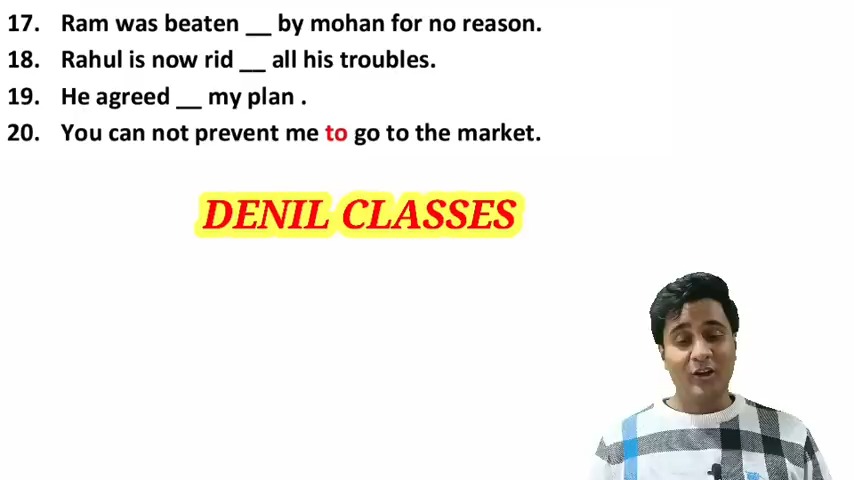 17. Ram was beaten __ by mohan for no reason.
18. Rahul is now rid __ all his troubles.
19. He agreed __ my plan .
20. You can not prevent me to go to the market.
DENIL CLASSES